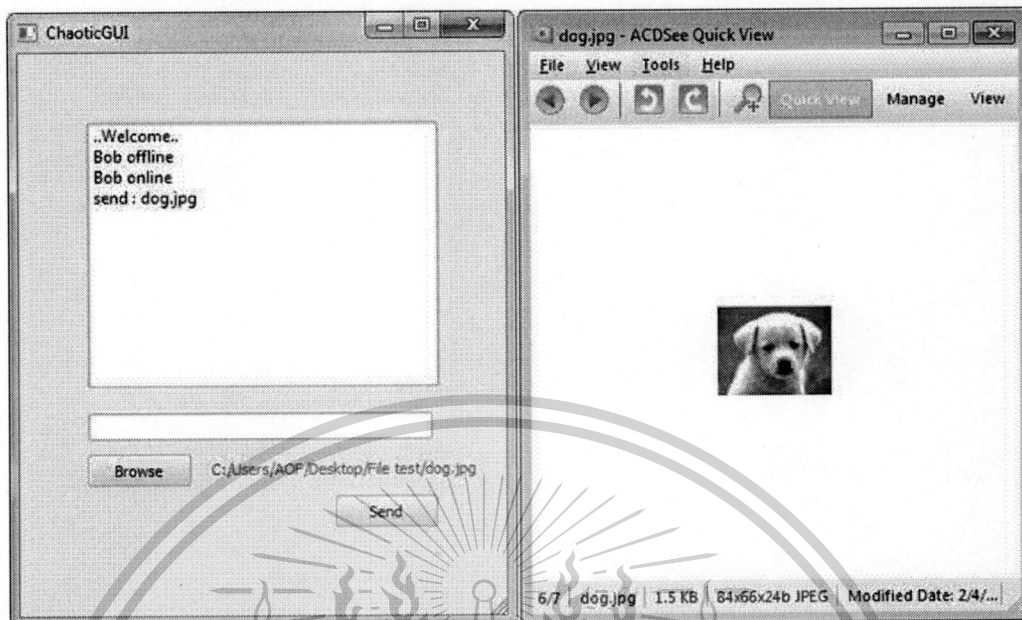 ChaoticGUI
..Welcome..
Bob offline
Bob online
send : dog.jpg
Browse
C:/Users/AOF/Desktop/File test/dog.jpg
Send
dog.jpg - ACDSee Quick View
File View Tools Help
Quick View Manage View
6/7 dog.jpg 1.5 KB 84x66x24b JPEG Modified Date: 2/4/...